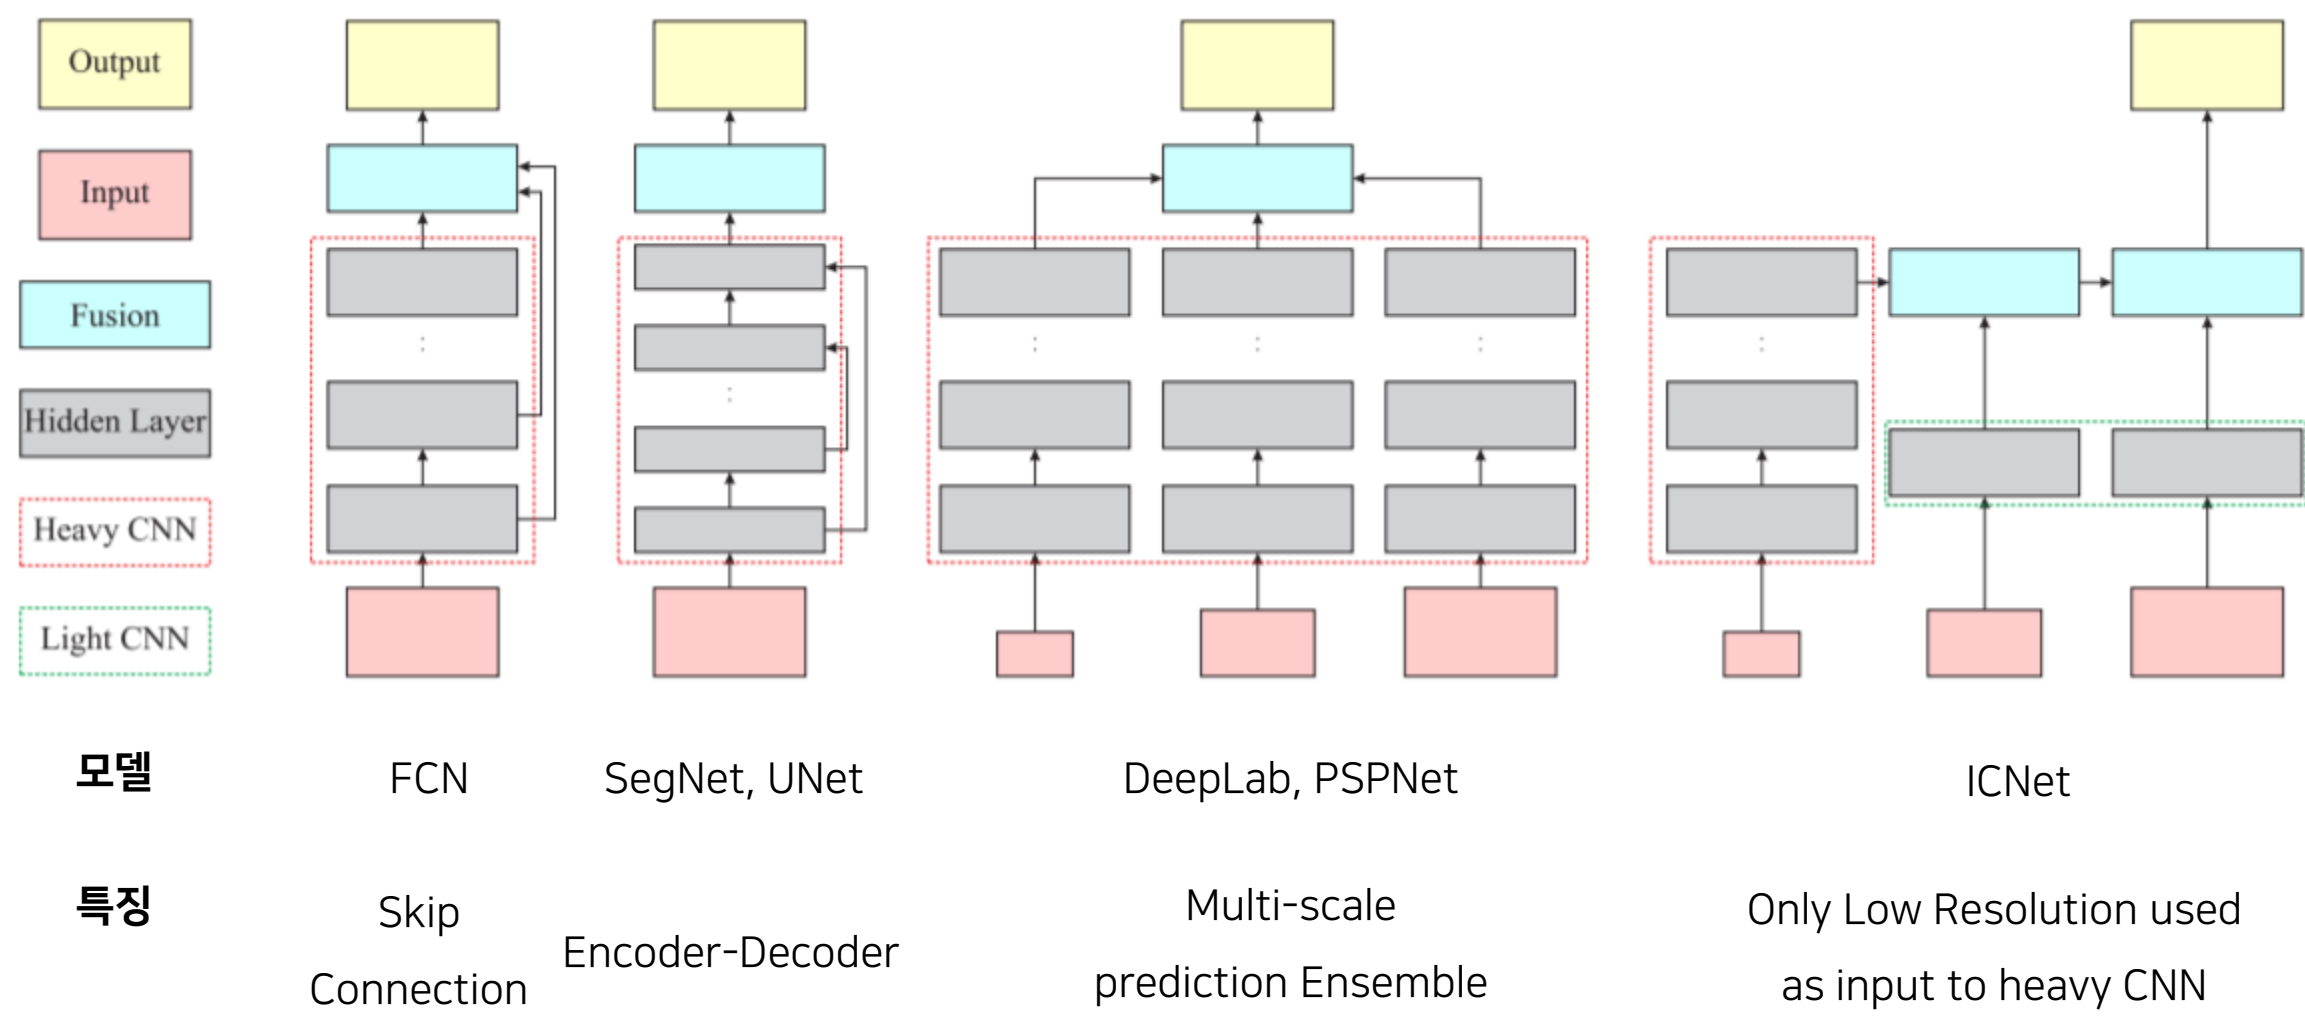 Output
Input
Fusion
Hidden Layer
Heavy CNN
Light CNN
모델
FCN
SegNet, UNet
DeepLab, PSPNet
ICNet
특징
Skip
Connection
Encoder-Decoder
Multi-scale
prediction Ensemble
Only Low Resolution used
as input to heavy CNN